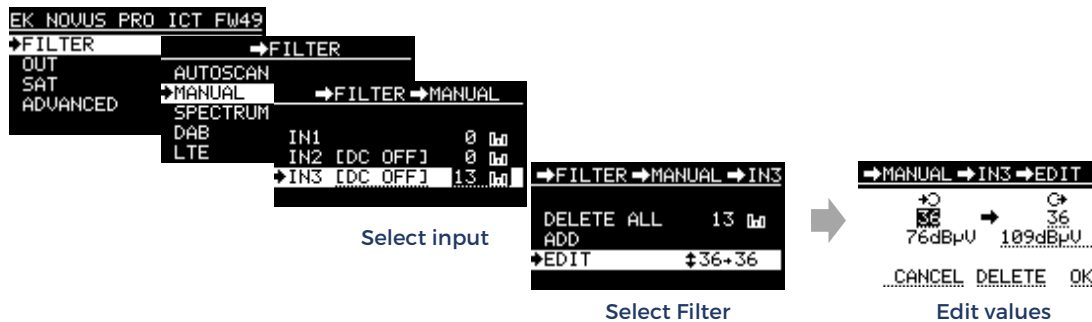 EK NOVUS PRO ICT FW49
➔FILTER
OUT
SAT
ADVANCED
➔FILTER
AUTOSCAN
➔MANUAL
SPECTRUM
DAB
LTE
➔FILTER ➔MANUAL
IN1 0
IN2 [DC OFF] 0
➔IN3 [DC OFF] 13
Select input
➔FILTER ➔MANUAL ➔IN3
DELETE ALL 13
ADD
➔EDIT ↕36→36
Select Filter
➔MANUAL ➔IN3 ➔EDIT
36 ➔ 36
76dBμV 109dBμV
CANCEL DELETE OK
Edit values